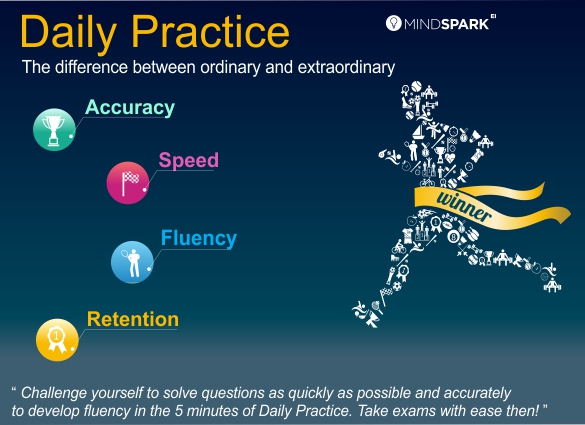 Daily Practice
MINDSPARK EI
The difference between ordinary and extraordinary
Accuracy
Speed
winner
Fluency
Retention
1
“ Challenge yourself to solve questions as quickly as possible and accurately
to develop fluency in the 5 minutes of Daily Practice. Take exams with ease then! ”